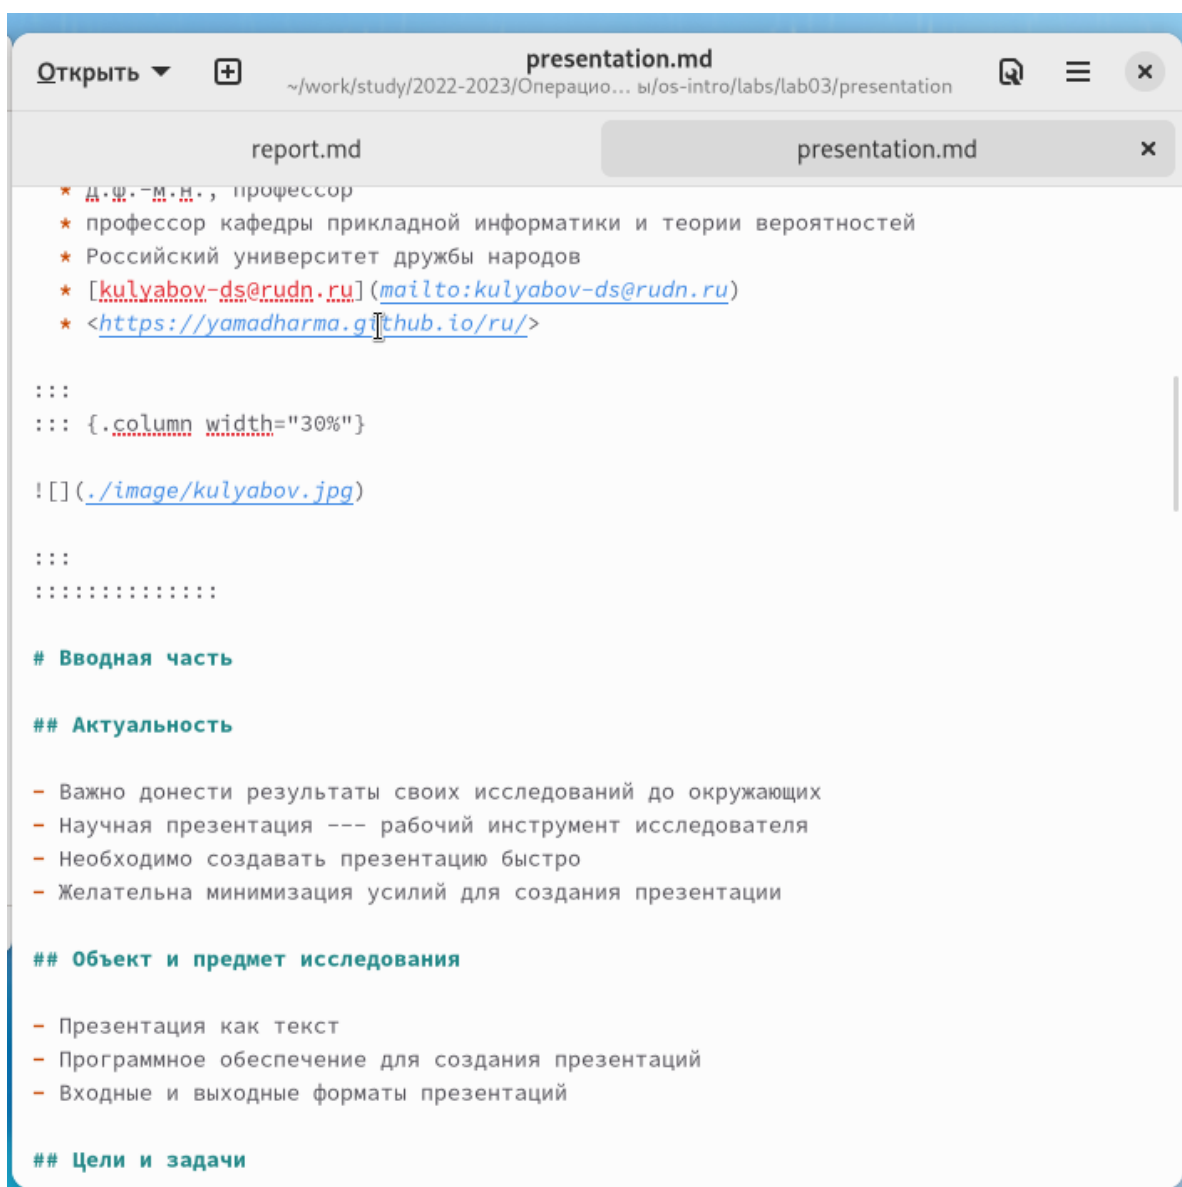 Открыть
presentation.md
~/work/study/2022-2023/Операцио… ы/os-intro/labs/lab03/presentation
report.md
presentation.md
* д.ф.-м.н., профессор
* профессор кафедры прикладной информатики и теории вероятностей
* Российский университет дружбы народов
* [kulyabov-ds@rudn.ru](mailto:kulyabov-ds@rudn.ru)
* <https://yamadharma.github.io/ru/>
:::
::: {.column width="30%"}
![](./image/kulyabov.jpg)
:::
::::::::::::::
# Вводная часть
## Актуальность
- Важно донести результаты своих исследований до окружающих
- Научная презентация --- рабочий инструмент исследователя
- Необходимо создавать презентацию быстро
- Желательна минимизация усилий для создания презентации
## Объект и предмет исследования
- Презентация как текст
- Программное обеспечение для создания презентаций
- Входные и выходные форматы презентаций
## Цели и задачи